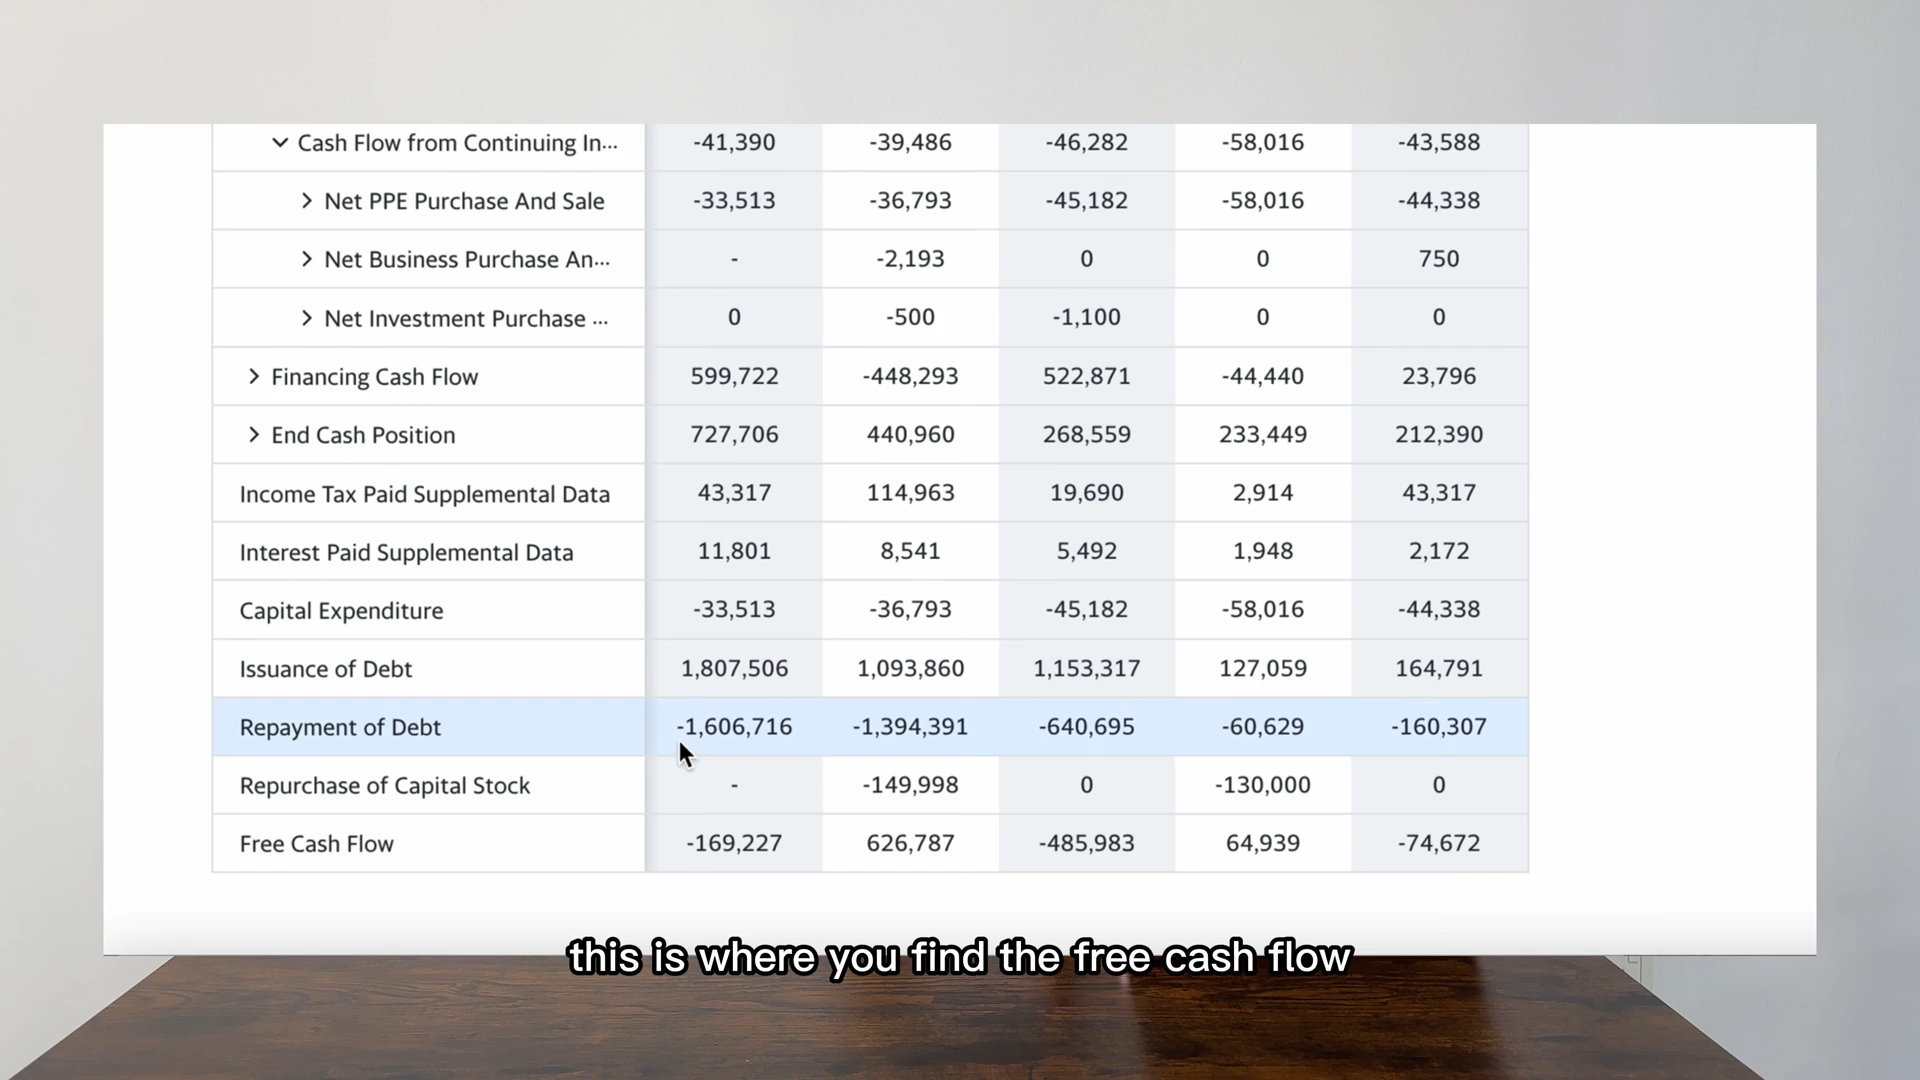 Cash Flow from Continuing In... -41,390 -39,486 -46,282 -58,016 -43,588
Net PPE Purchase And Sale -33,513 -36,793 -45,182 -58,016 -44,338
Net Business Purchase An... - -2,193 0 0 750
Net Investment Purchase ... 0 -500 -1,100 0 0
Financing Cash Flow 599,722 -448,293 522,871 -44,440 23,796
End Cash Position 727,706 440,960 268,559 233,449 212,390
Income Tax Paid Supplemental Data 43,317 114,963 19,690 2,914 43,317
Interest Paid Supplemental Data 11,801 8,541 5,492 1,948 2,172
Capital Expenditure -33,513 -36,793 -45,182 -58,016 -44,338
Issuance of Debt 1,807,506 1,093,860 1,153,317 127,059 164,791
Repayment of Debt -1,606,716 -1,394,391 -640,695 -60,629 -160,307
Repurchase of Capital Stock - -149,998 0 -130,000 0
Free Cash Flow -169,227 626,787 -485,983 64,939 -74,672
this is where you find the free cash flow